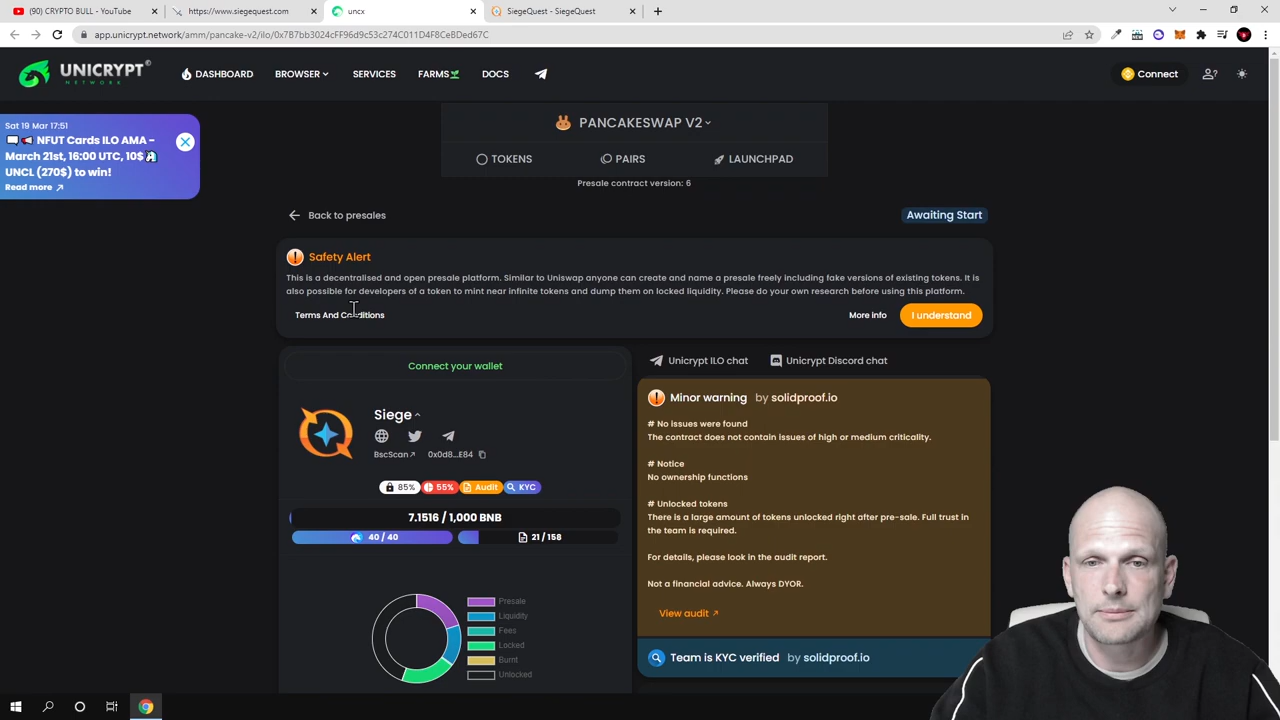 (90) CRYPTO BULL - YouTube
https://www.siegequest.com
uncx
SiegeQuest - SiegeQuest
app.unicrypt.network/amm/pancake-v2/ilo/0x7B7bb3024cFF96d9c53c274C011D4F8CeBDed67C
UNICRYPT
NETWORK
DASHBOARD
BROWSER
SERVICES
FARMS
DOCS
Connect
Sat 19 Mar 17:51
NFUT Cards ILO AMA -
March 21st, 16:00 UTC, 10$
UNCL (270$) to win!
Read more
PANCAKESWAP V2
TOKENS
PAIRS
LAUNCHPAD
Presale contract version: 6
Back to presales
Awaiting Start
Safety Alert
This is a decentralised and open presale platform. Similar to Uniswap anyone can create and name a presale freely including fake versions of existing tokens. It is
also possible for developers of a token to mint near infinite tokens and dump them on locked liquidity. Please do your own research before using this platform.
Terms And Conditions
More info
I understand
Connect your wallet
Siege
BscScan
0x0d8...E84
85%
55%
Audit
KYC
7.1516 / 1,000 BNB
40 / 40
21 / 158
Presale
Liquidity
Fees
Locked
Burnt
Unlocked
Unicrypt ILO chat
Unicrypt Discord chat
Minor warning by solidproof.io
# No issues were found
The contract does not contain issues of high or medium criticality.
# Notice
No ownership functions
# Unlocked tokens
There is a large amount of tokens unlocked right after pre-sale. Full trust in
the team is required.
For details, please look in the audit report.
Not a financial advice. Always DYOR.
View audit
Team is KYC verified by solidproof.io